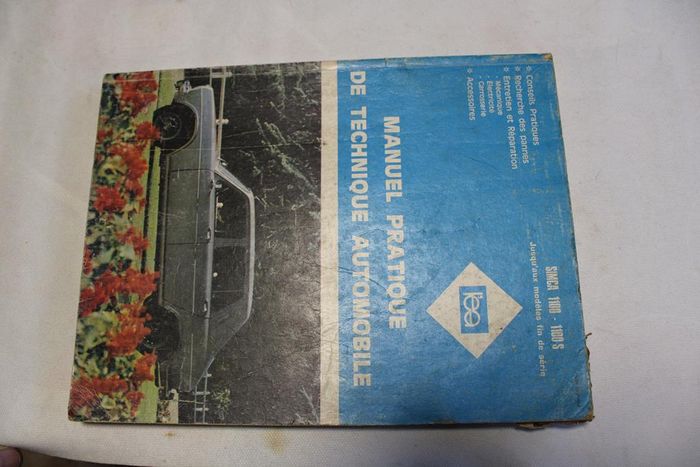 SIMCA 1100 - 1100 S
Jusqu'aux modèles fin de série
* Conseils Pratiques
* Recherche des pannes
* Entretien et Réparation
- Mécanique
- Electricité
- Carrosserie
* Accessoires
l'ea
MANUEL PRATIQUE
DE TECHNIQUE AUTOMOBILE